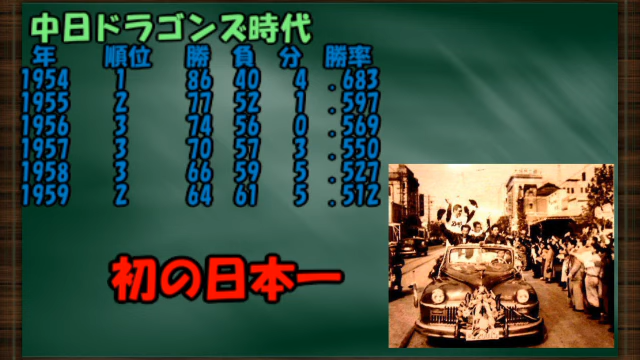 中日ドラゴンズ時代
年 順位 勝 負 分 勝率
1954 1 86 40 4 .683
1955 2 77 52 1 .597
1956 3 74 56 0 .569
1957 3 70 57 3 .550
1958 3 66 59 5 .527
1959 2 64 61 5 .512
初の日本一